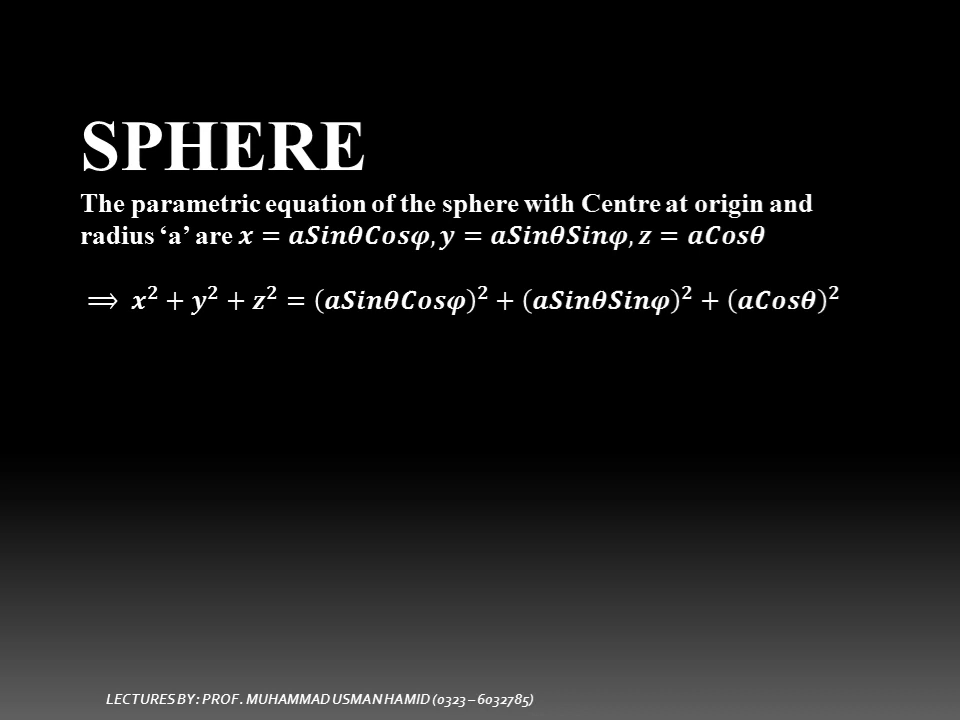 SPHERE
The parametric equation of the sphere with Centre at origin and
radius ‘a’ are 𝒙 = 𝒂𝑺𝒊𝒏𝜽𝑪𝒐𝒔𝝋, 𝒚 = 𝒂𝑺𝒊𝒏𝜽𝑺𝒊𝒏𝝋, 𝒛 = 𝒂𝑪𝒐𝒔𝜽
⟹ 𝒙² + 𝒚² + 𝒛² = (𝒂𝑺𝒊𝒏𝜽𝑪𝒐𝒔𝝋)² + (𝒂𝑺𝒊𝒏𝜽𝑺𝒊𝒏𝝋)² + (𝒂𝑪𝒐𝒔𝜽)²
LECTURES BY: PROF. MUHAMMAD USMAN HAMID (0323 – 6032785)